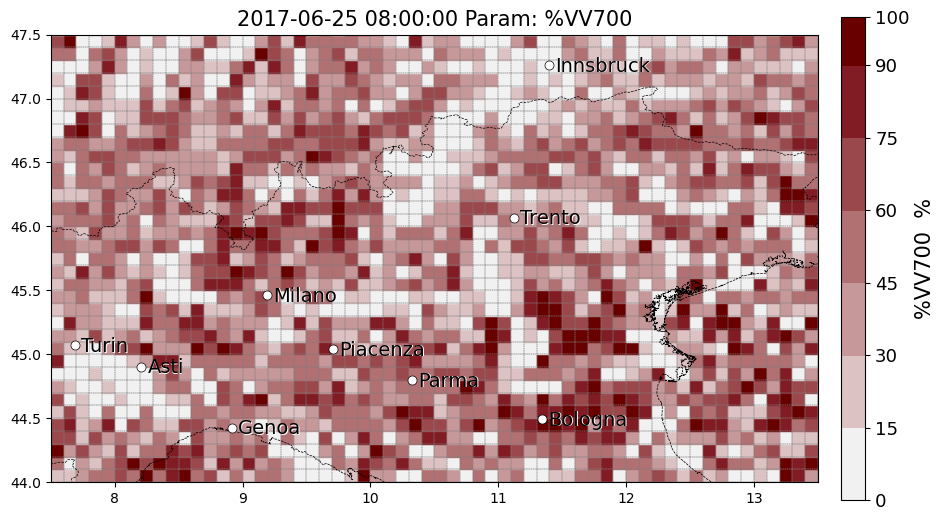 2017-06-25 08:00:00 Param: %VV700
47.5
47.0
46.5
46.0
45.5
45.0
44.5
44.0
8 9 10 11 12 13
Innsbruck
Trento
Milano
Turin
Piacenza
Asti
Parma
Bologna
Genoa
100
90
75
60
45
30
15
0
%VV700 %